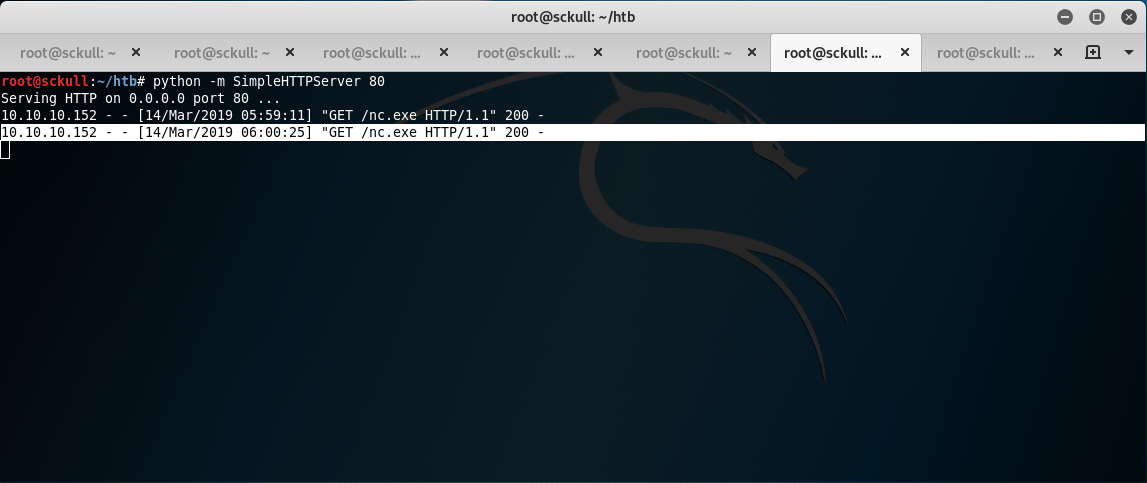 root@sckull: ~/htb
root@sckull: ~
root@sckull: ~
root@sckull: ...
root@sckull: ...
root@sckull: ~
root@sckull: ...
root@sckull: ...
root@sckull:~/htb# python -m SimpleHTTPServer 80
Serving HTTP on 0.0.0.0 port 80 ...
10.10.10.152 - - [14/Mar/2019 05:59:11] "GET /nc.exe HTTP/1.1" 200 -
10.10.10.152 - - [14/Mar/2019 06:00:25] "GET /nc.exe HTTP/1.1" 200 -